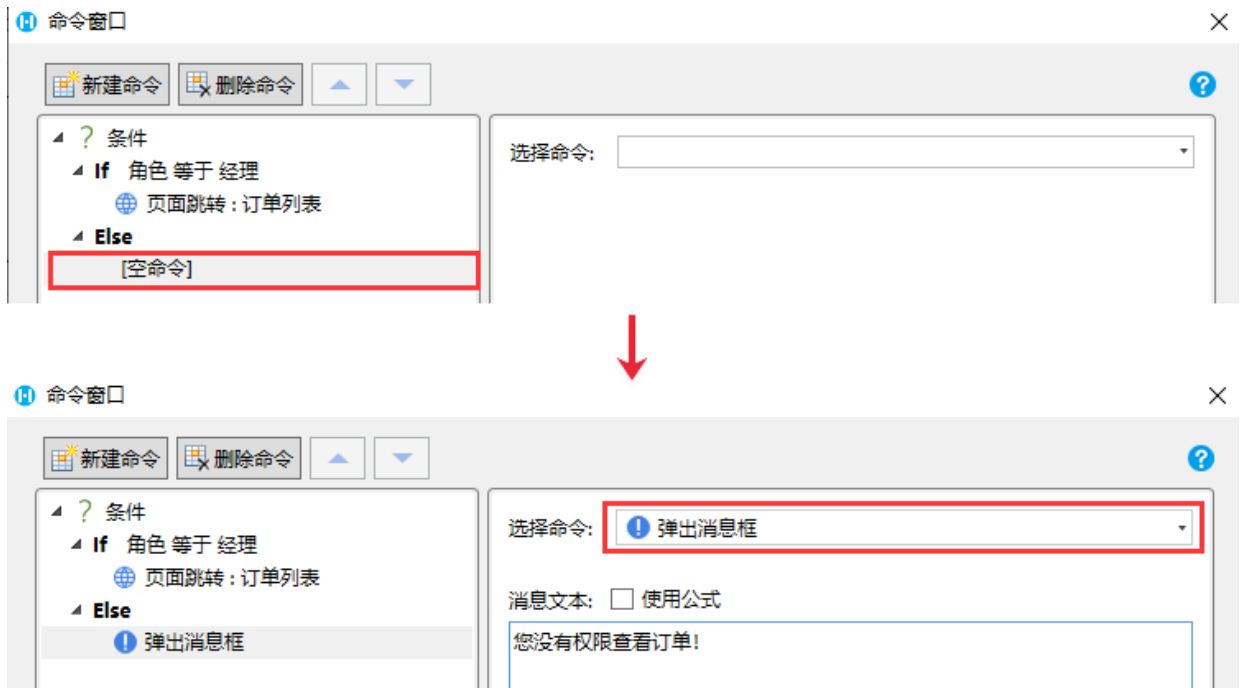 命令窗口
新建命令 删除命令
条件
If 角色 等于 经理
页面跳转 : 订单列表
Else
[空命令]
选择命令:
命令窗口
新建命令 删除命令
条件
If 角色 等于 经理
页面跳转 : 订单列表
Else
弹出消息框
选择命令: 弹出消息框
消息文本: 使用公式
您没有权限查看订单!